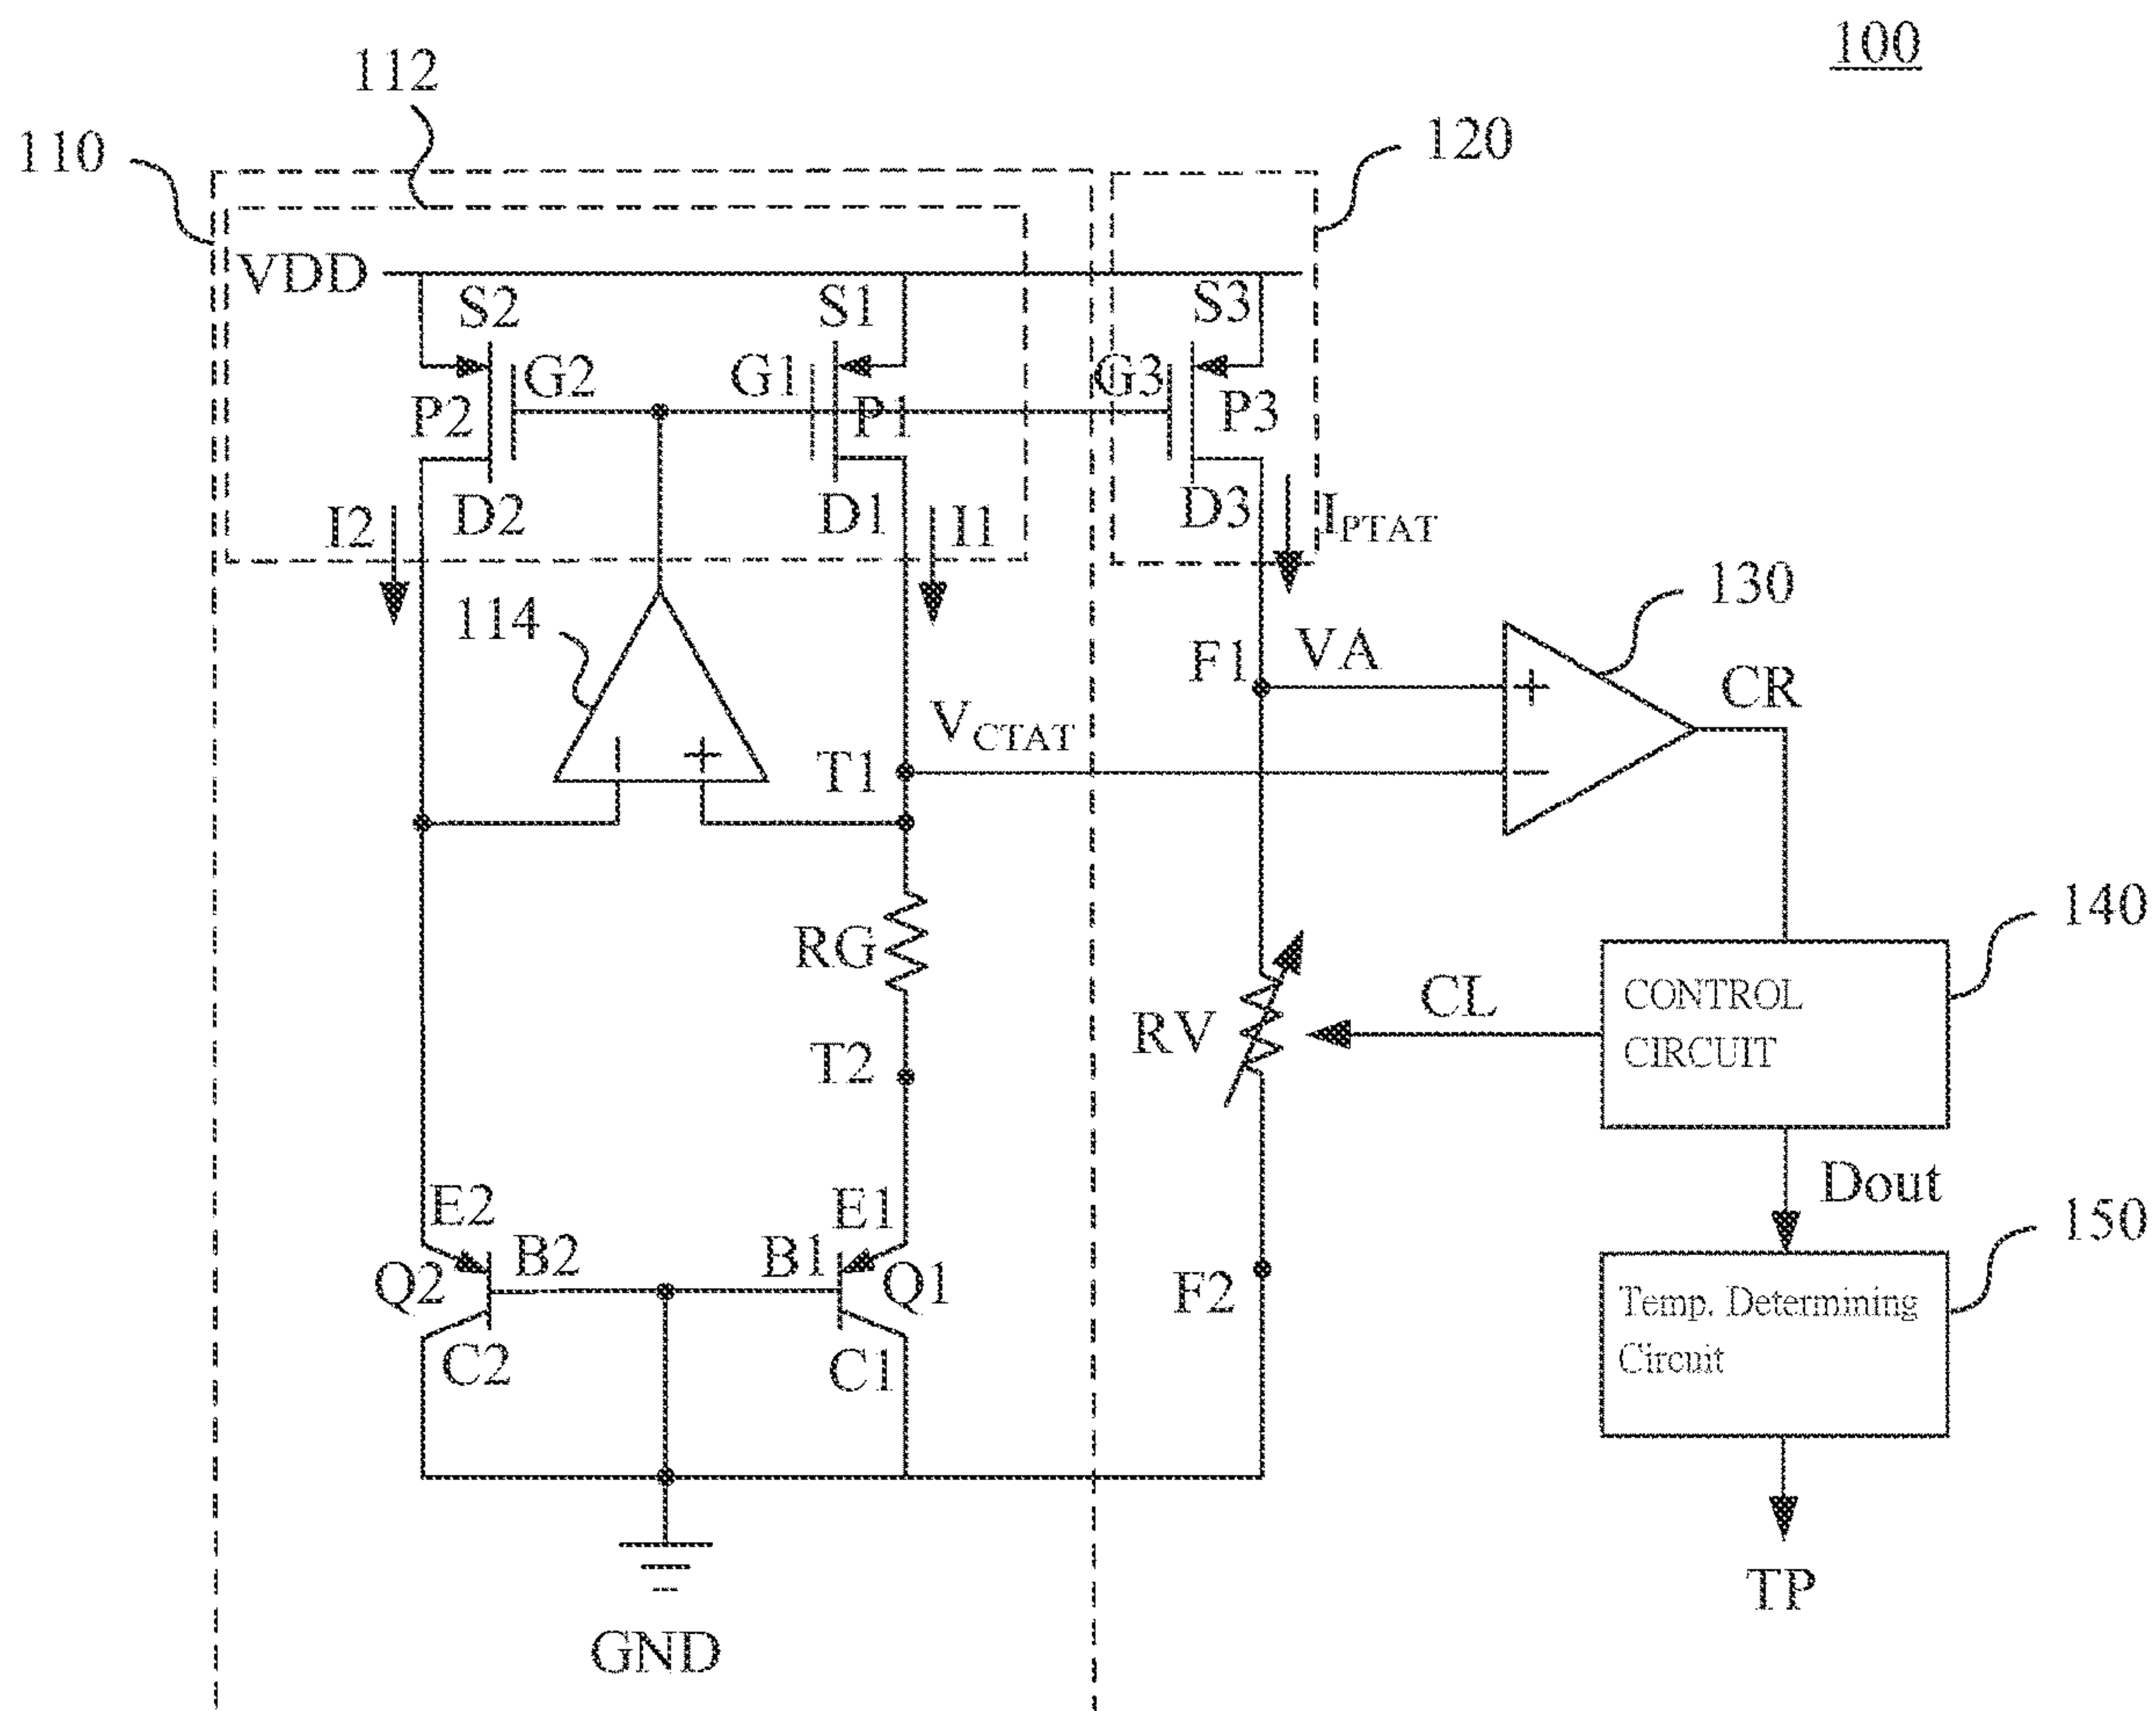 100
112
110
120
VDD
S2
S1
S3
G2
G1
G3
P2
P1
P3
D2
D1
D3
I2
I1
IPTAT
114
130
F1
VA
CR
VCTAT
T1
+
−
−
+
RG
140
RV
CL
CONTROL
CIRCUIT
T2
Dout
150
E2
E1
B2
B1
Q2
Q1
F2
Temp. Determining
Circuit
C2
C1
TP
GND